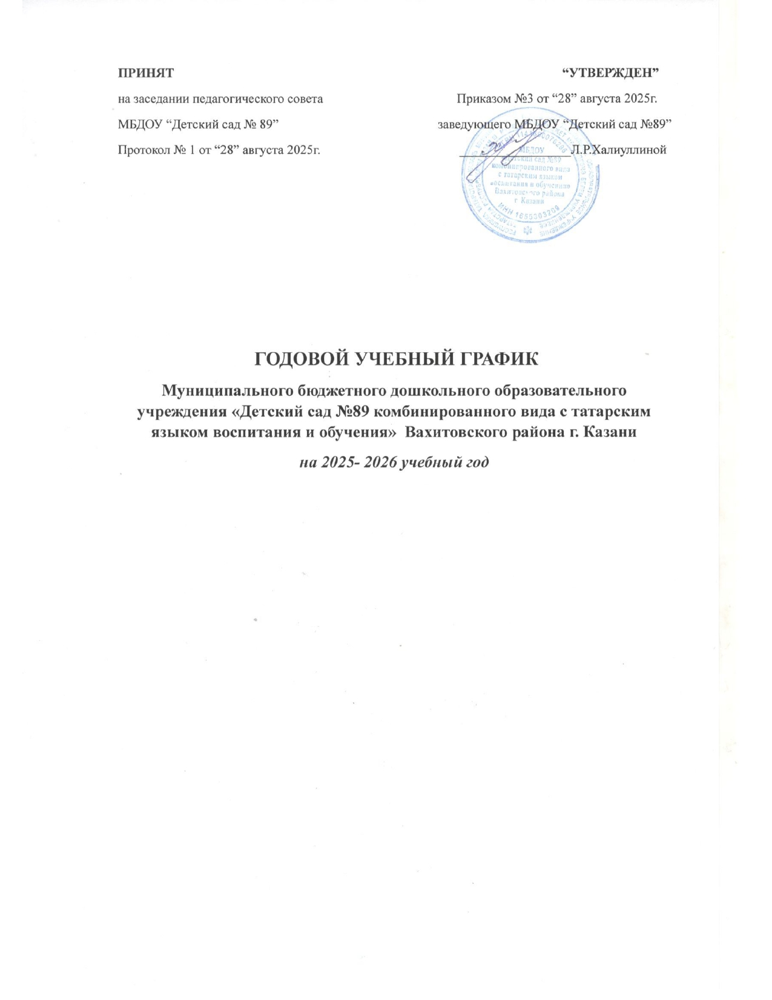 ПРИНЯТ
“УТВЕРЖДЕН”
на заседании педагогического совета
Приказом №3 от “28” августа 2025г.
МБДОУ “Детский сад № 89”
заведующего МБДОУ “Детский сад №89”
Протокол № 1 от “28” августа 2025г.
Л.Р.Халиуллиной
МБДОУ
сад №89
комбинированного вида
с татарским языком
воспитания и обучения
Вахитовского района
г. Казани
ИНН 1655303209
ГОДОВОЙ УЧЕБНЫЙ ГРАФИК
Муниципального бюджетного дошкольного образовательного
учреждения «Детский сад №89 комбинированного вида с татарским
языком воспитания и обучения» Вахитовского района г. Казани
на 2025- 2026 учебный год